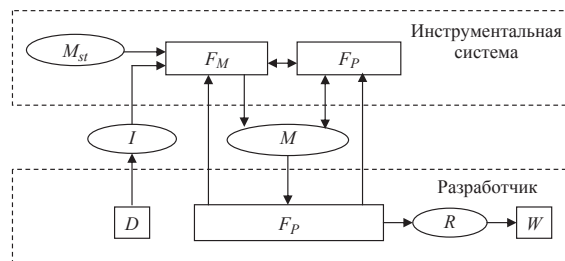 Инструментальная
система
M_st
F_M
F_P
I
M
Разработчик
D
F_P
R
W